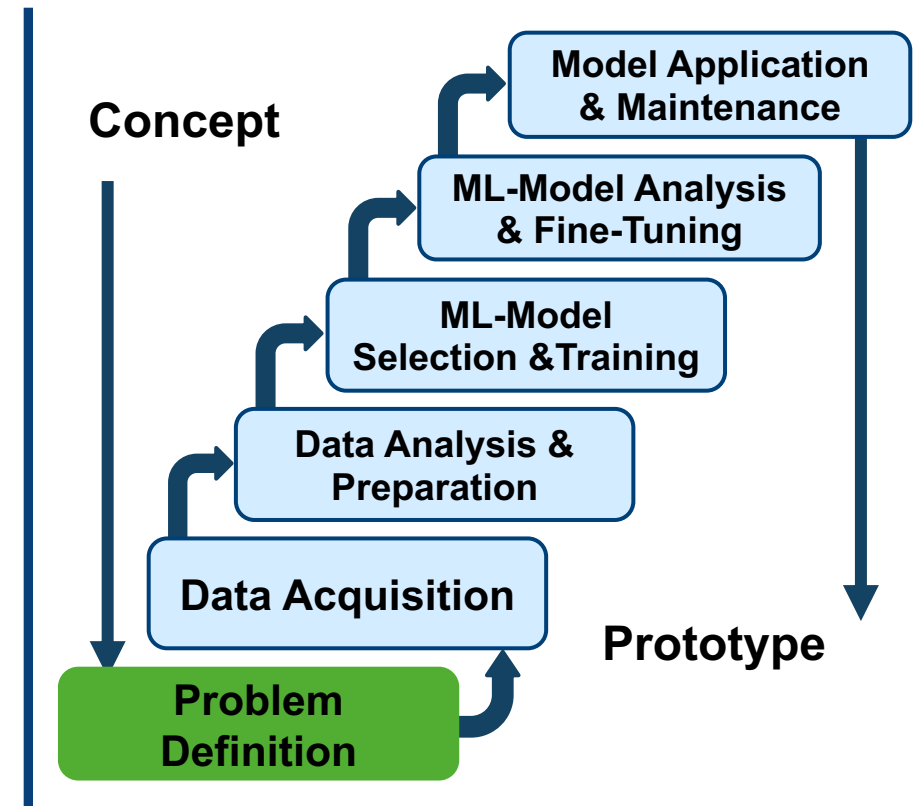 Model Application
& Maintenance
Concept
ML-Model Analysis
& Fine-Tuning
ML-Model
Selection &Training
Data Analysis &
Preparation
Data Acquisition
Prototype
Problem
Definition